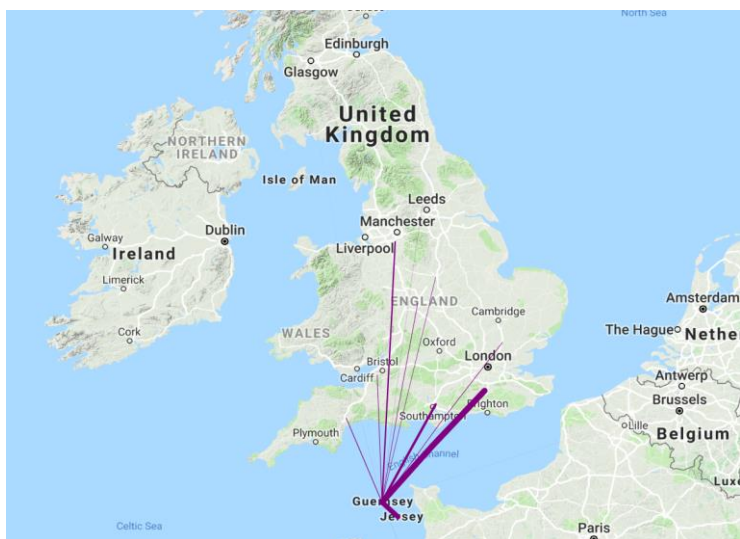 North Sea
Edinburgh
Glasgow
United
Kingdom
NORTHERN
IRELAND
Isle of Man
Leeds
Manchester
Liverpool
Dublin
Galway
Ireland
Limerick
Cork
ENGLAND
WALES
Cambridge
Oxford
London
Bristol
Cardiff
Southampton
Brighton
Plymouth
English Channel
Guernsey
Jersey
Celtic Sea
Amsterdam
The Hague
Nether
Antwerp
Brussels
Belgium
Lille
Luxe
Paris